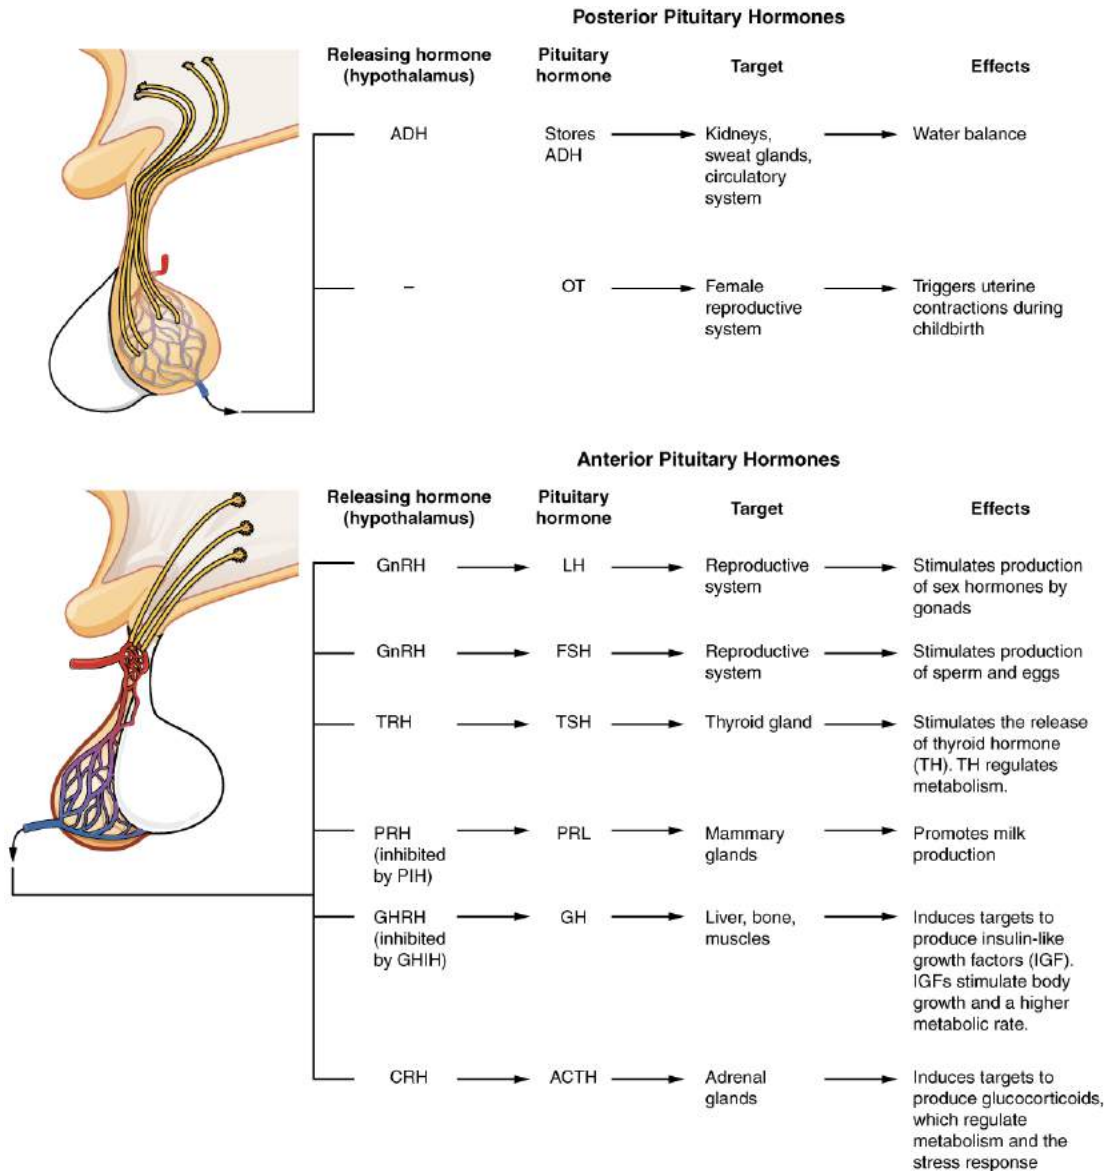 Posterior Pituitary Hormones
Releasing hormone
(hypothalamus)
Pituitary
hormone
Target
Effects
ADH
Stores
ADH
Kidneys,
sweat glands,
circulatory
system
Water balance
–
OT
Female
reproductive
system
Triggers uterine
contractions during
childbirth
Anterior Pituitary Hormones
Releasing hormone
(hypothalamus)
Pituitary
hormone
Target
Effects
GnRH
LH
Reproductive
system
Stimulates production
of sex hormones by
gonads
GnRH
FSH
Reproductive
system
Stimulates production
of sperm and eggs
TRH
TSH
Thyroid gland
Stimulates the release
of thyroid hormone
(TH). TH regulates
metabolism.
PRH
(inhibited
by PIH)
PRL
Mammary
glands
Promotes milk
production
GHRH
(inhibited
by GHIH)
GH
Liver, bone,
muscles
Induces targets to
produce insulin-like
growth factors (IGF).
IGFs stimulate body
growth and a higher
metabolic rate.
CRH
ACTH
Adrenal
glands
Induces targets to
produce glucocorticoids,
which regulate
metabolism and the
stress response